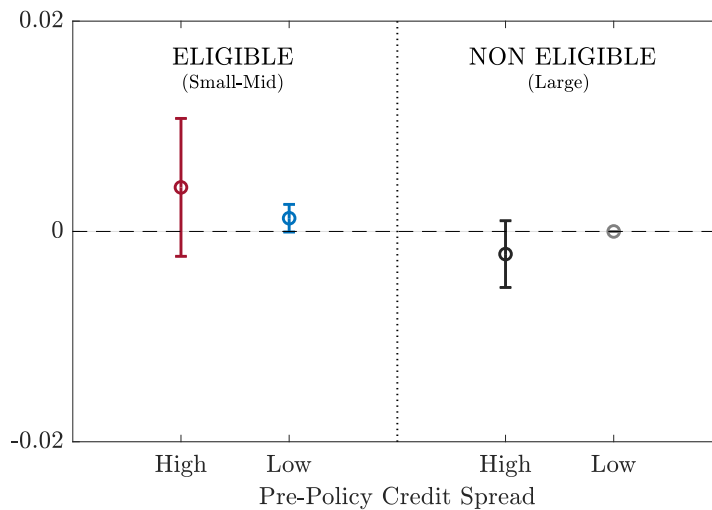 0.02
ELIGIBLE
(Small-Mid)
NON ELIGIBLE
(Large)
0
-0.02
High
Low
High
Low
Pre-Policy Credit Spread